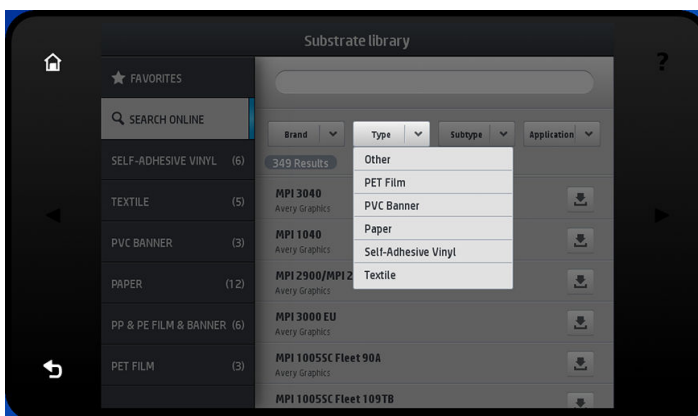 Substrate library
?
FAVORITES
SEARCH ONLINE
SELF-ADHESIVE VINYL (6)
TEXTILE (5)
PVC BANNER (3)
PAPER (12)
PP & PE FILM & BANNER (6)
PET FILM (3)
Brand
Type
Subtype
Application
349 Results
Other
PET Film
PVC Banner
Paper
Self-Adhesive Vinyl
Textile
MPI 3040
Avery Graphics
MPI 1040
Avery Graphics
MPI 2900/MPI 2
Avery Graphics
MPI 3000 EU
Avery Graphics
MPI 1005SC Fleet 90A
Avery Graphics
MPI 1005SC Fleet 109TB